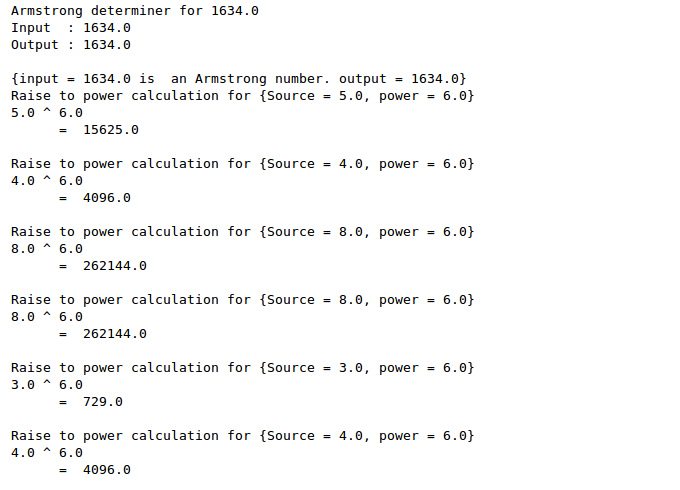 Armstrong determiner for 1634.0
Input  : 1634.0
Output : 1634.0

{input = 1634.0 is  an Armstrong number. output = 1634.0}
Raise to power calculation for {Source = 5.0, power = 6.0}
5.0 ^ 6.0
      =  15625.0

Raise to power calculation for {Source = 4.0, power = 6.0}
4.0 ^ 6.0
      =  4096.0

Raise to power calculation for {Source = 8.0, power = 6.0}
8.0 ^ 6.0
      =  262144.0

Raise to power calculation for {Source = 8.0, power = 6.0}
8.0 ^ 6.0
      =  262144.0

Raise to power calculation for {Source = 3.0, power = 6.0}
3.0 ^ 6.0
      =  729.0

Raise to power calculation for {Source = 4.0, power = 6.0}
4.0 ^ 6.0
      =  4096.0